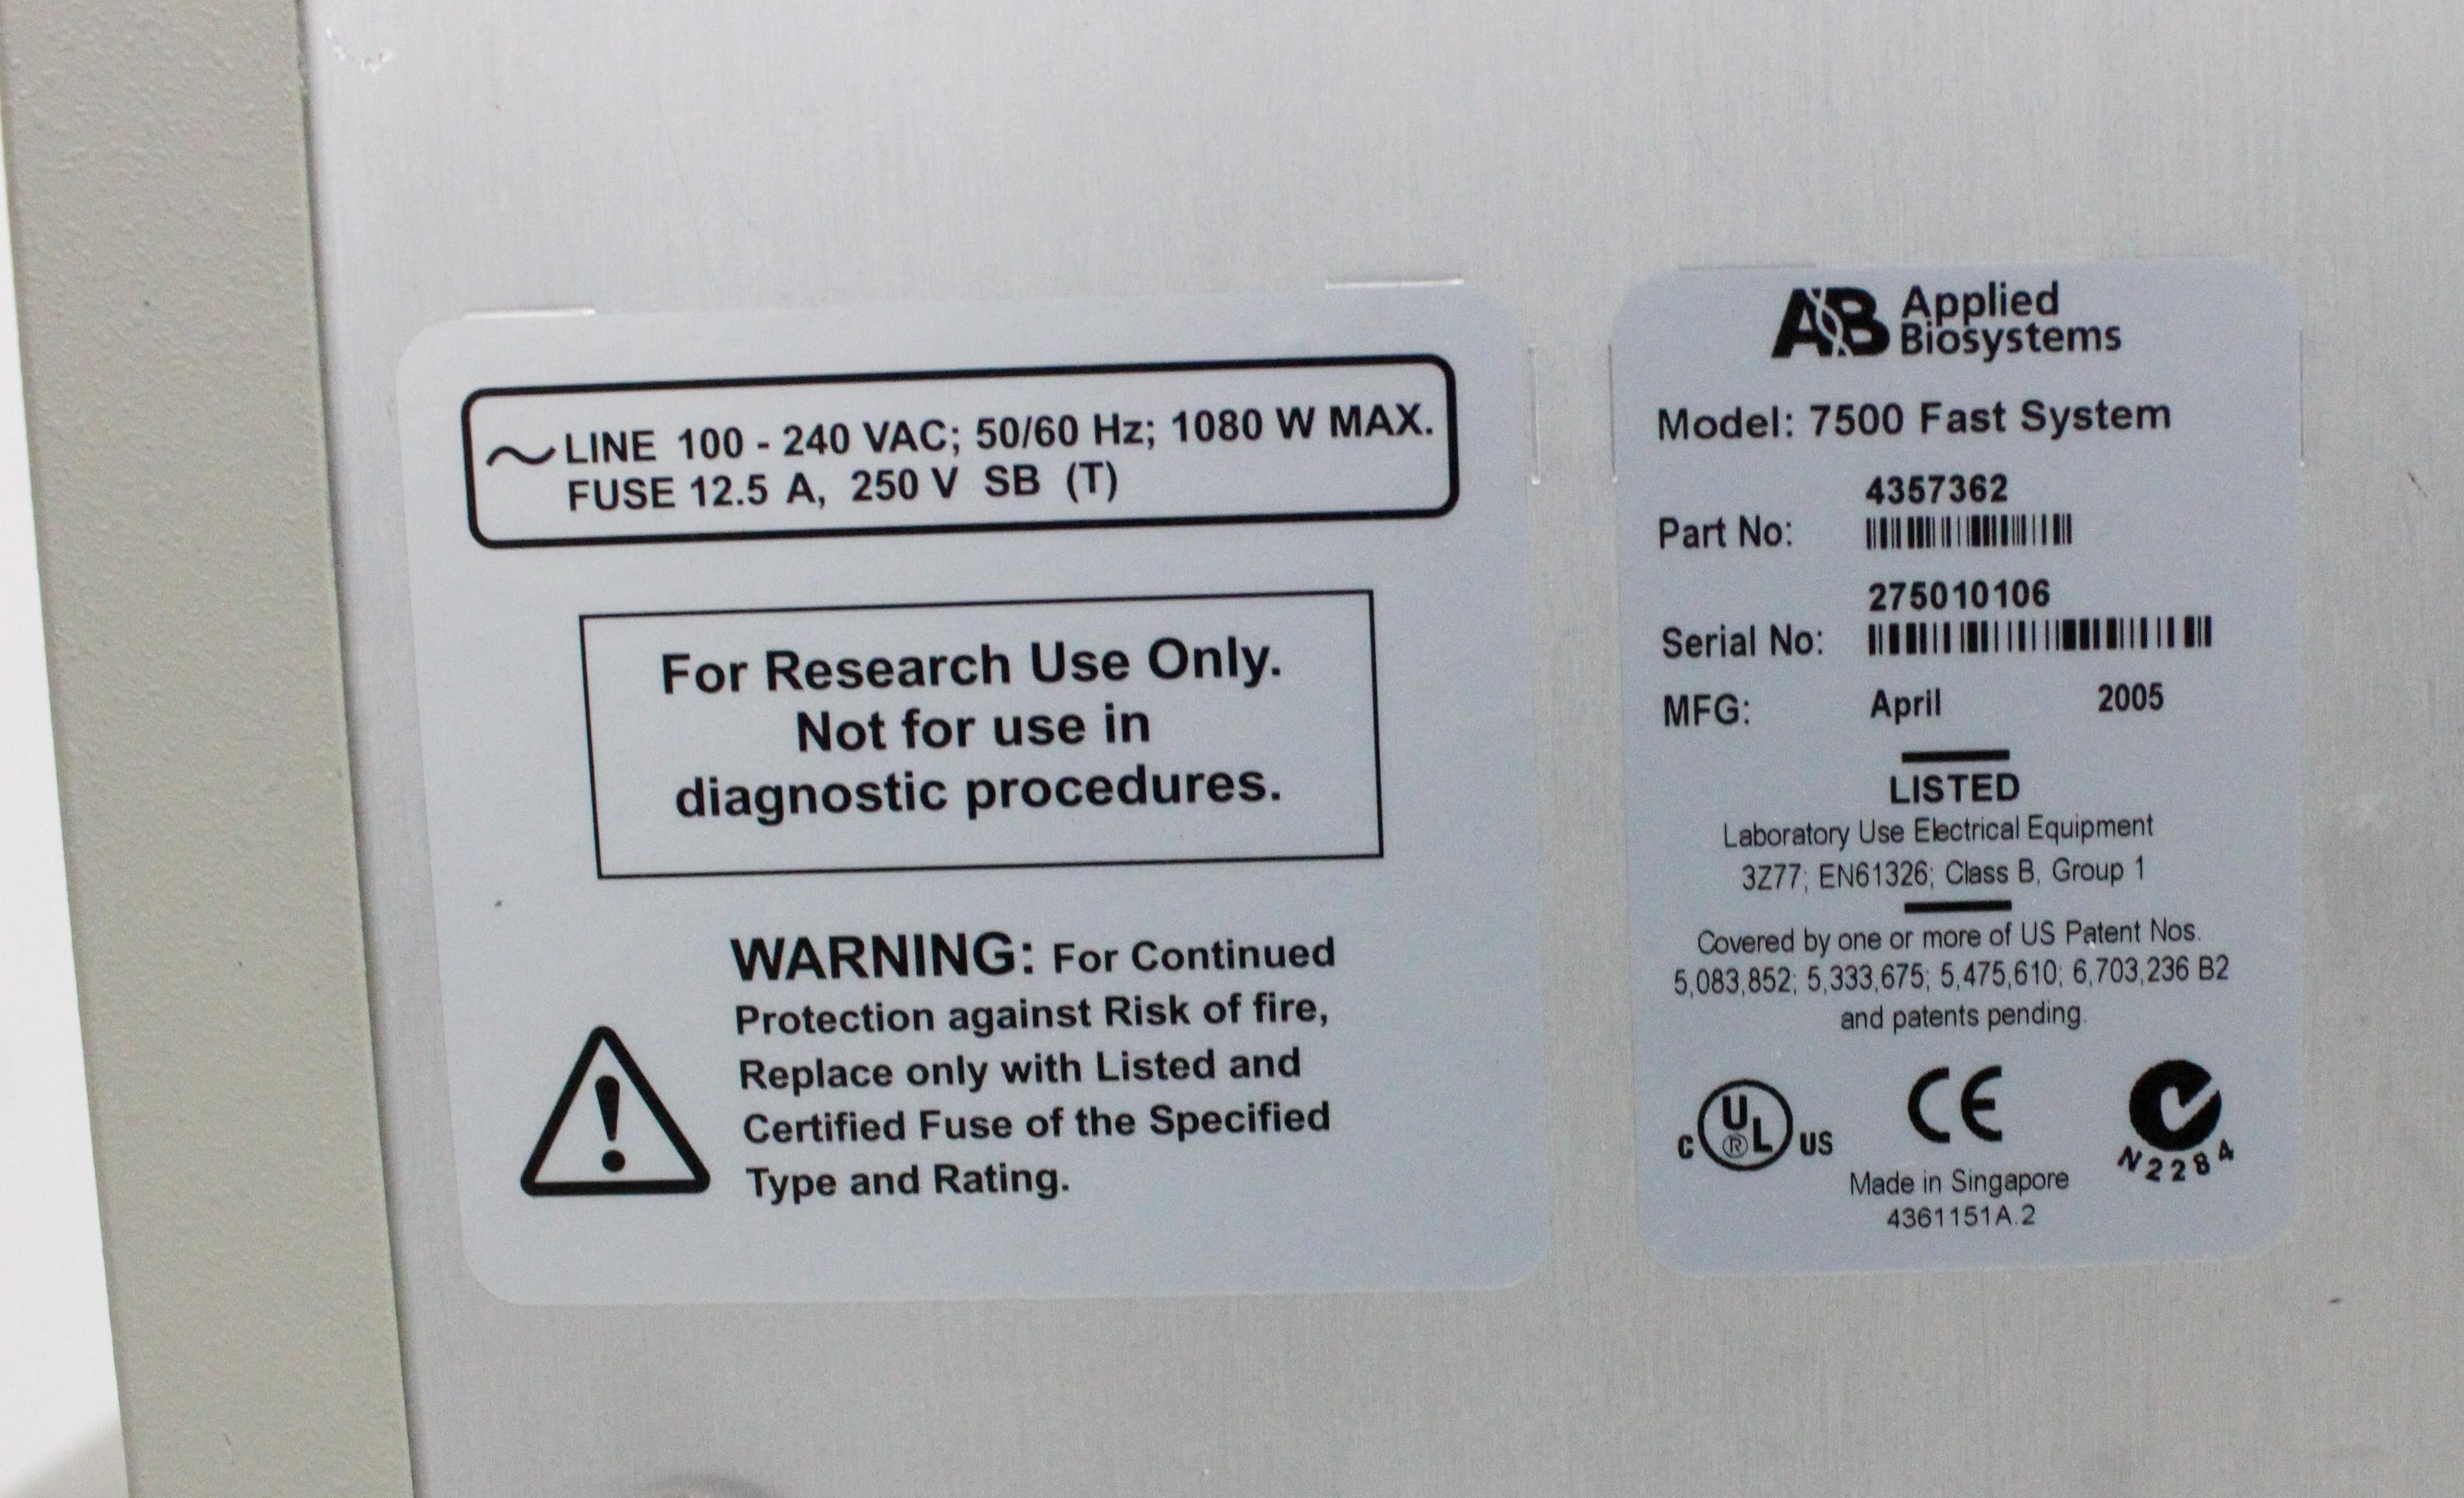 ~ LINE 100 - 240 VAC; 50/60 Hz; 1080 W MAX.
FUSE 12.5 A, 250 V SB (T)
For Research Use Only.
Not for use in
diagnostic procedures.
WARNING: For Continued
Protection against Risk of fire,
Replace only with Listed and
Certified Fuse of the Specified
Type and Rating.
AB Applied
Biosystems
Model: 7500 Fast System
4357362
Part No:
275010106
Serial No:
MFG: April 2005
LISTED
Laboratory Use Electrical Equipment
3Z77; EN61326; Class B, Group 1
Covered by one or more of US Patent Nos.
5,083,852; 5,333,675; 5,475,610; 6,703,236 B2
and patents pending.
C UL ® US
CE
N2284
Made in Singapore
4361151A.2